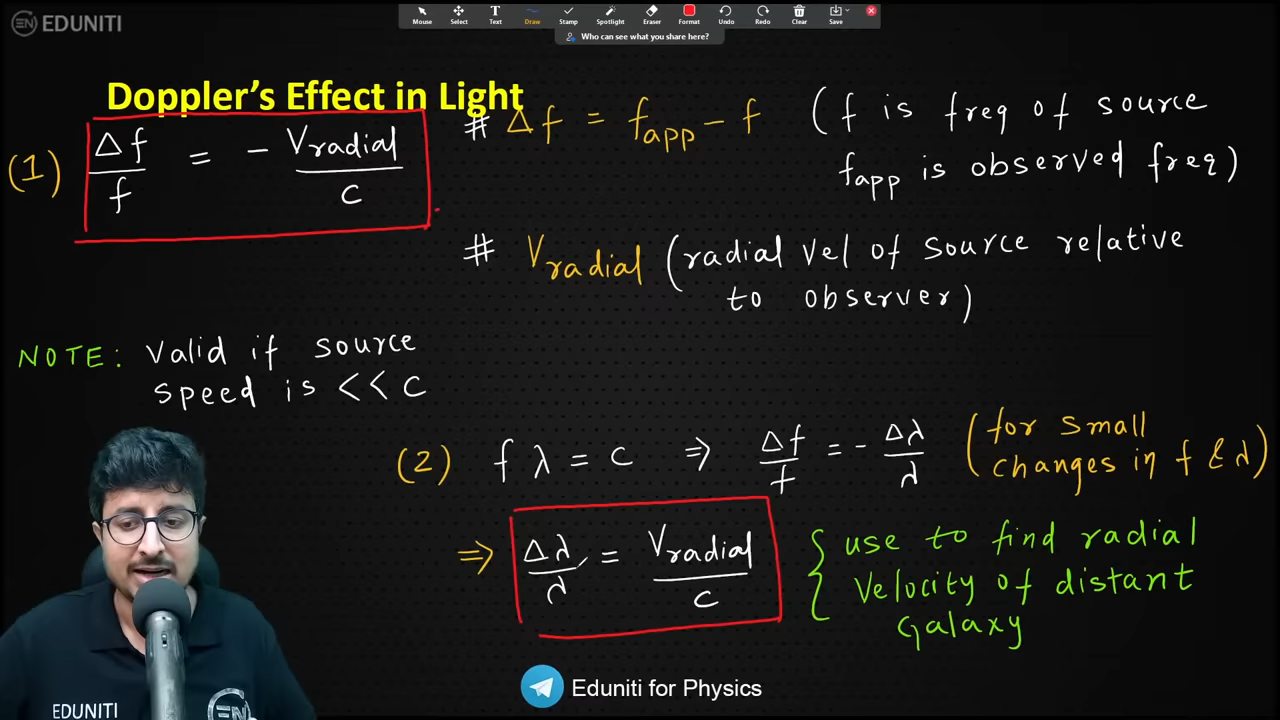 EN EDUNITI
Mouse Select Text Draw Stamp Spotlight Eraser Format Undo Redo Clear Save
Who can see what you share here?
Doppler's Effect in Light
(1) Δf/f = - Vradial/c
# Δf = fapp - f (f is freq of source
fapp is observed freq)
# Vradial (radial vel of source relative
to observer)
NOTE: Valid if source
speed is << c
(2) f λ = c ⇒ Δf/f = - Δλ/λ (for small
changes in f & λ)
⇒ Δλ/λ = Vradial/c { use to find radial
velocity of distant
galaxy
Eduniti for Physics
EDUNITI
EN